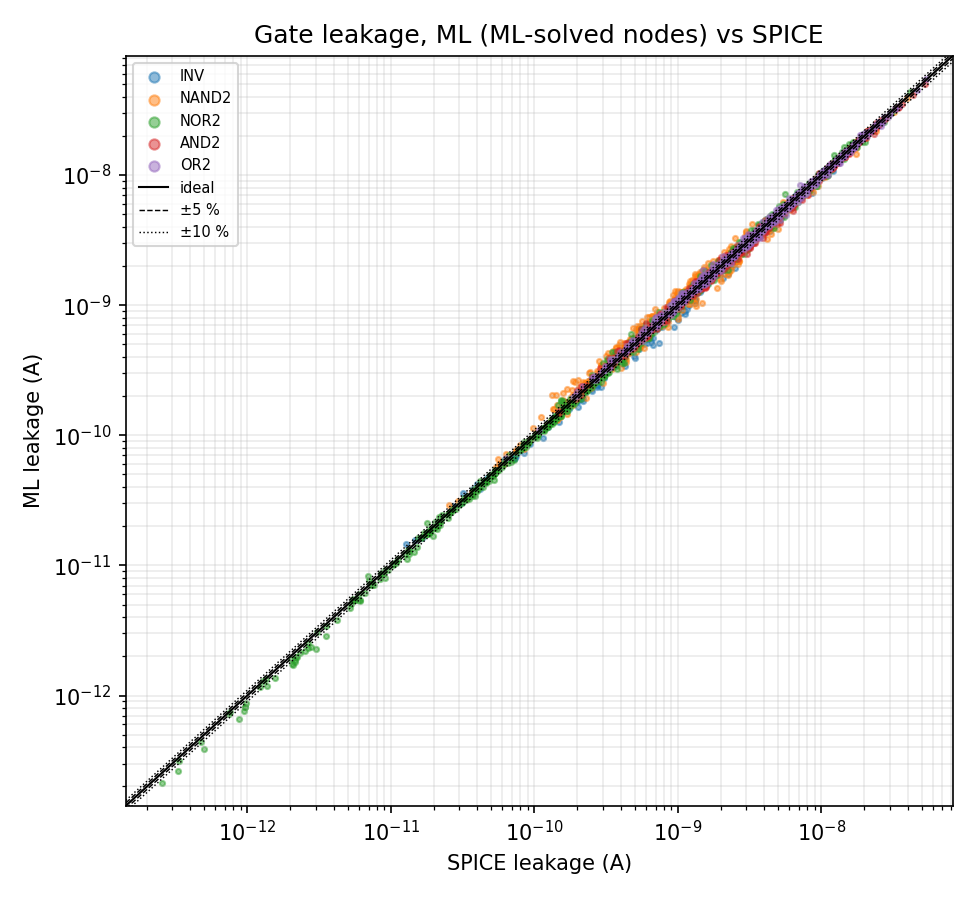 Gate leakage, ML (ML-solved nodes) vs SPICE
INV
NAND2
NOR2
AND2
OR2
ideal
±5 %
±10 %
ML leakage (A)
10⁻⁸
10⁻⁹
10⁻¹⁰
10⁻¹¹
10⁻¹²
10⁻¹² 10⁻¹¹ 10⁻¹⁰ 10⁻⁹ 10⁻⁸
SPICE leakage (A)